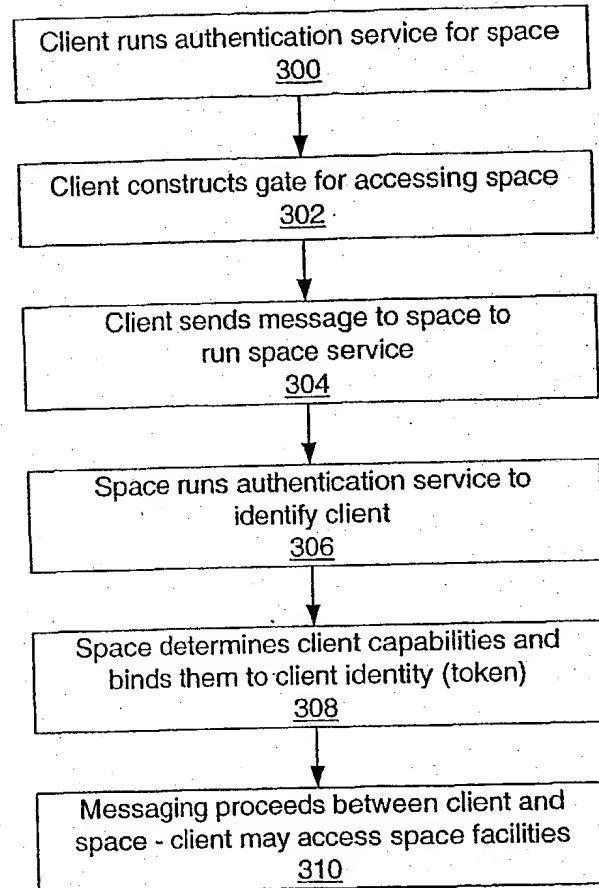 Client runs authentication service for space
300
Client constructs gate for accessing space
302
Client sends message to space to
run space service
304
Space runs authentication service to
identify client
306
Space determines client capabilities and
binds them to client identity (token)
308
Messaging proceeds between client and
space - client may access space facilities
310